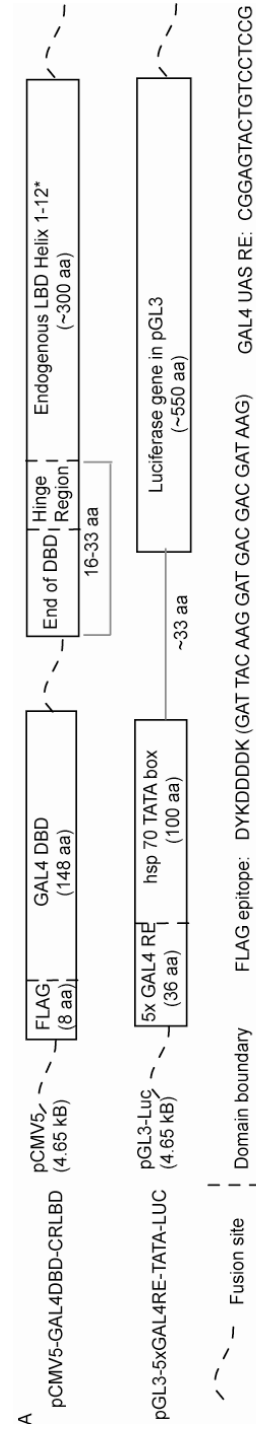 A
pCMV5-GAL4DBD-CRLBD
pCMV5
(4.65 kB)
FLAG
(8 aa)
GAL4 DBD
(148 aa)
End of DBD
Hinge
Region
16-33 aa
Endogenous LBD Helix 1-12*
(~300 aa)
pGL3-5xGAL4RE-TATA-LUC
pGL3-Luc
(4.65 kB)
5x GAL4 RE
(36 aa)
hsp 70 TATA box
(100 aa)
~33 aa
Luciferase gene in pGL3
(~550 aa)
Fusion site
Domain boundary
FLAG epitope: DYKDDDDK (GAT TAC AAG GAT GAC GAC GAT AAG)
GAL4 UAS RE: CGGAGTACTGTCCTCCG